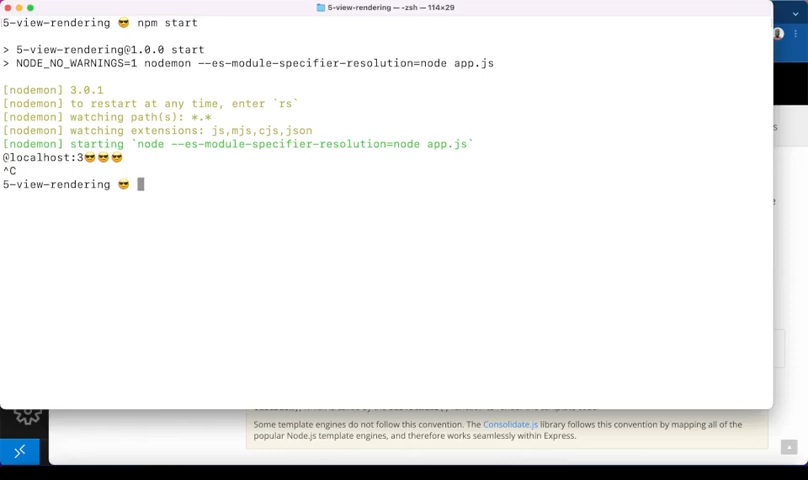 5-view-rendering — -zsh — 114×29
5-view-rendering 😎 npm start
> 5-view-rendering@1.0.0 start
> NODE_NO_WARNINGS=1 nodemon --es-module-specifier-resolution=node app.js
[nodemon] 3.0.1
[nodemon] to restart at any time, enter `rs`
[nodemon] watching path(s): *.*
[nodemon] watching extensions: js,mjs,cjs,json
[nodemon] starting `node --es-module-specifier-resolution=node app.js`
@localhost:3😎😎😎
^C
5-view-rendering 😎
Some template engines do not follow this convention. The Consolidate.js library follows this convention by mapping all of the
popular Node.js template engines, and therefore works seamlessly within Express.